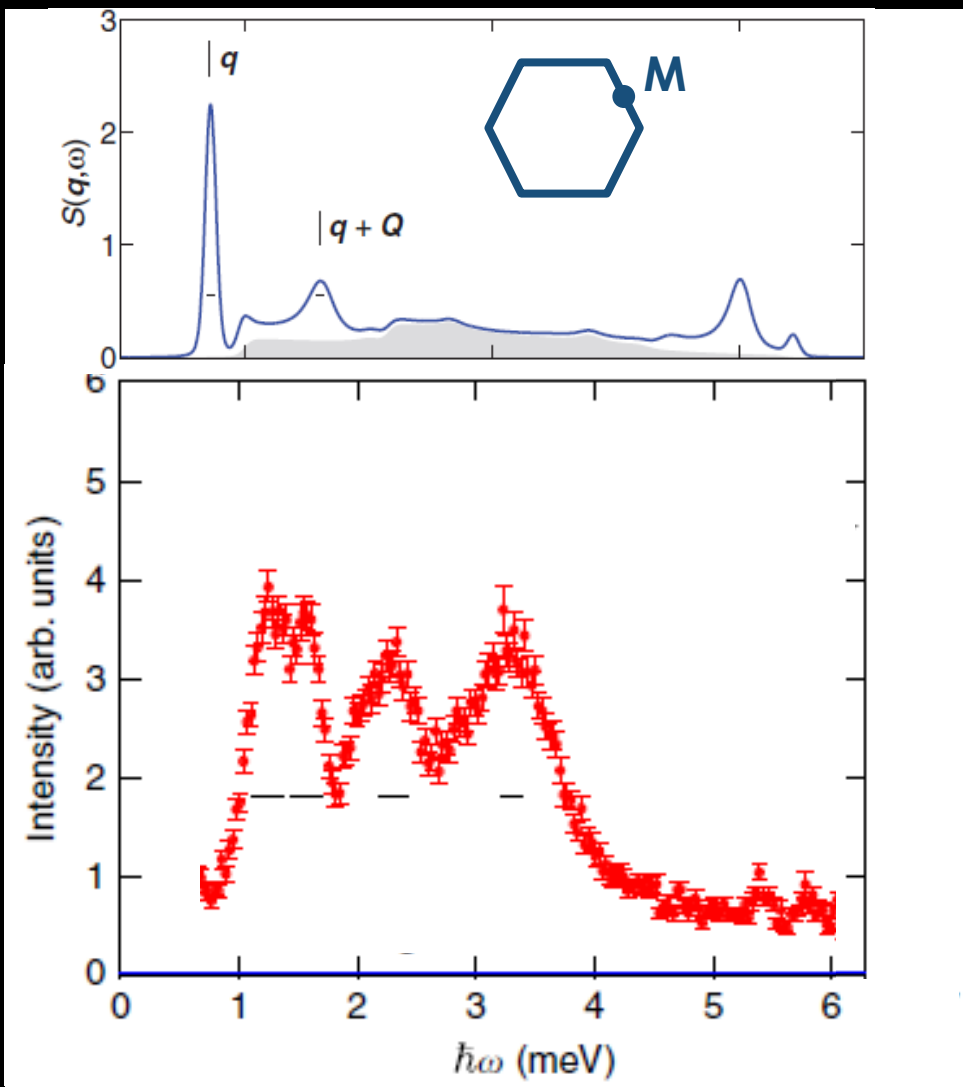 3
2
1
0
S(q,ω)
| q
| q + Q
M
6
5
4
3
2
1
0
Intensity (arb. units)
0 1 2 3 4 5 6
ħω (meV)